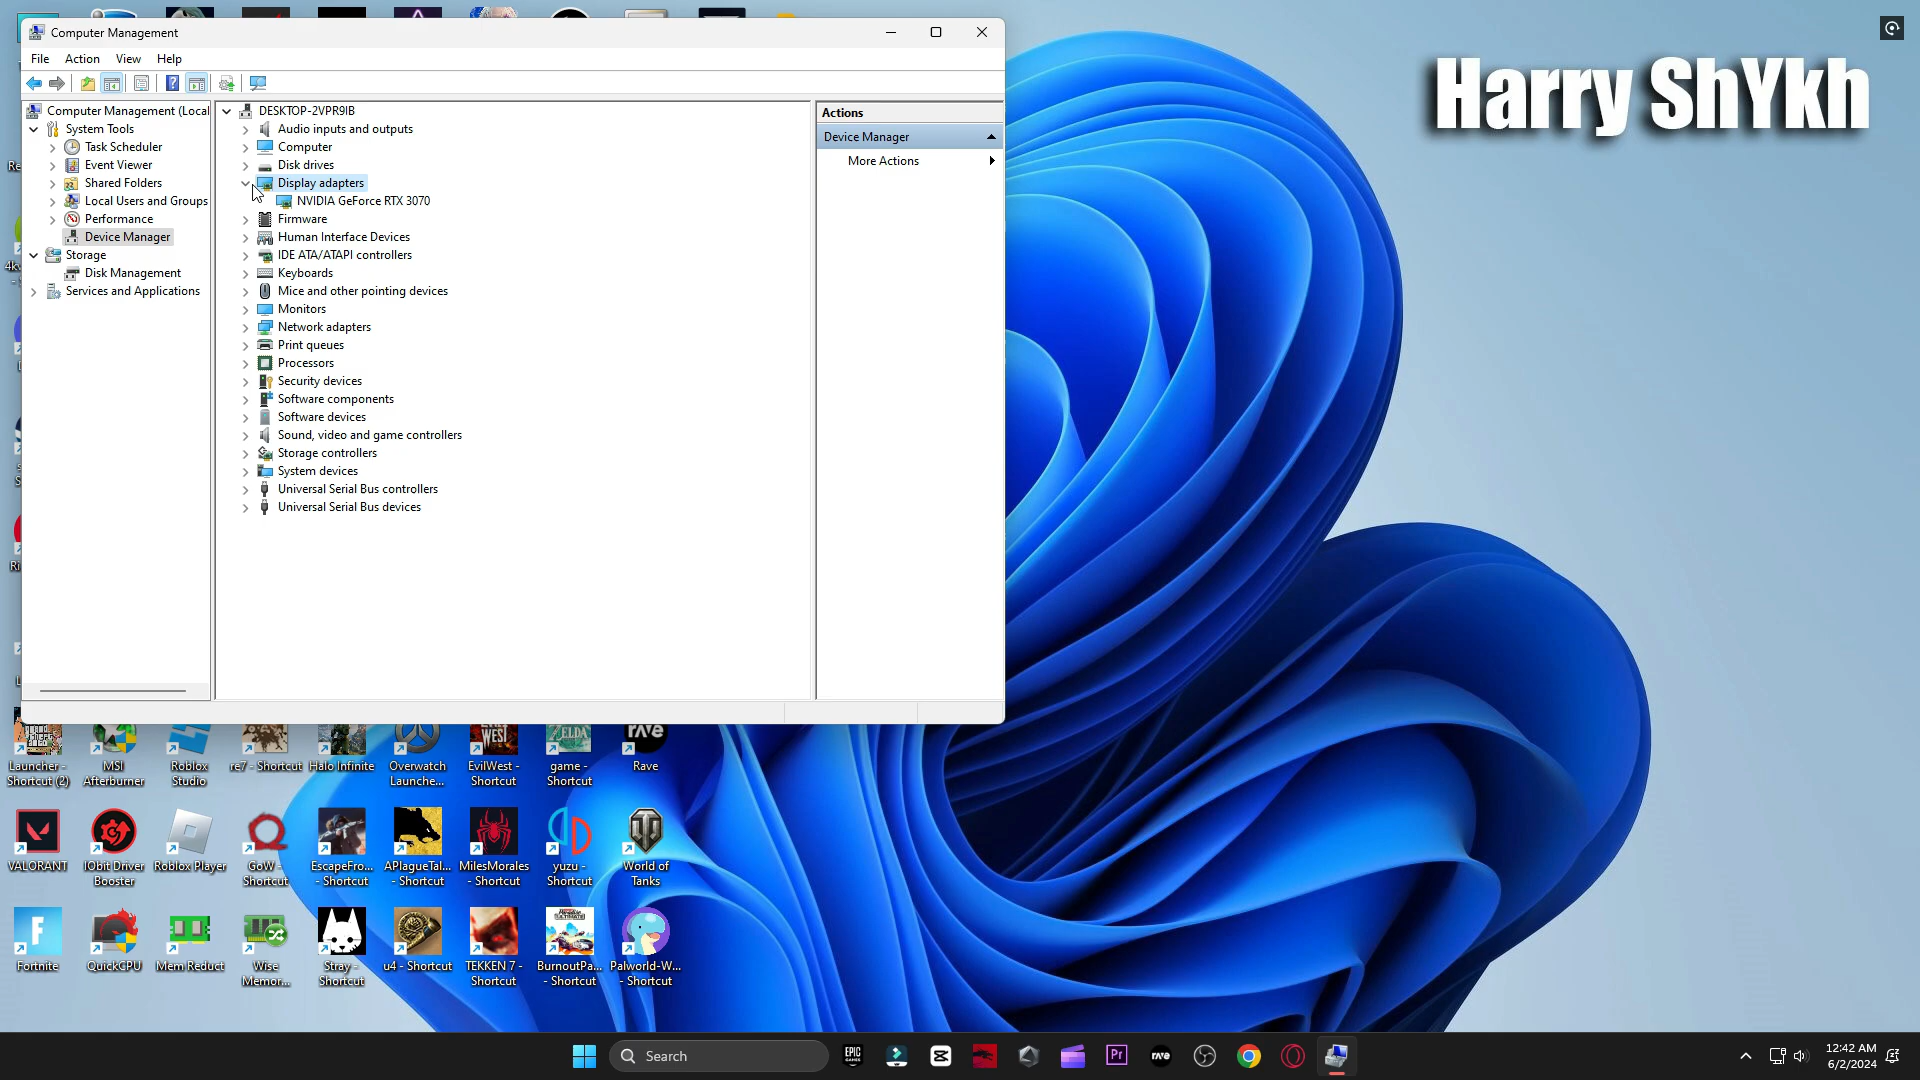 Computer Management
Harry ShYkh
File Action View Help
Computer Management (Local
System Tools
Task Scheduler
Event Viewer
Shared Folders
Local Users and Groups
Performance
Device Manager
Storage
Disk Management
Services and Applications
DESKTOP-2VPR9IB
Audio inputs and outputs
Computer
Disk drives
Display adapters
NVIDIA GeForce RTX 3070
Firmware
Human Interface Devices
IDE ATA/ATAPI controllers
Keyboards
Mice and other pointing devices
Monitors
Network adapters
Print queues
Processors
Security devices
Software components
Software devices
Sound, video and game controllers
Storage controllers
System devices
Universal Serial Bus controllers
Universal Serial Bus devices
Actions
Device Manager
More Actions
Launcher - Shortcut (2)
MSI Afterburner
Roblox Studio
re7 - Shortcut
Halo Infinite
Overwatch Launche...
EvilWest - Shortcut
game - Shortcut
Rave
VALORANT
IObit Driver Booster
Roblox Player
GoW - Shortcut
EscapeFro... - Shortcut
APlagueTal... - Shortcut
MilesMorales - Shortcut
yuzu - Shortcut
World of Tanks
Fortnite
QuickCPU
Mem Reduct
Wise Memor...
Stray - Shortcut
u4 - Shortcut
TEKKEN 7 - Shortcut
BurnoutPa... - Shortcut
Palworld-W... - Shortcut
Search
12:42 AM
6/2/2024